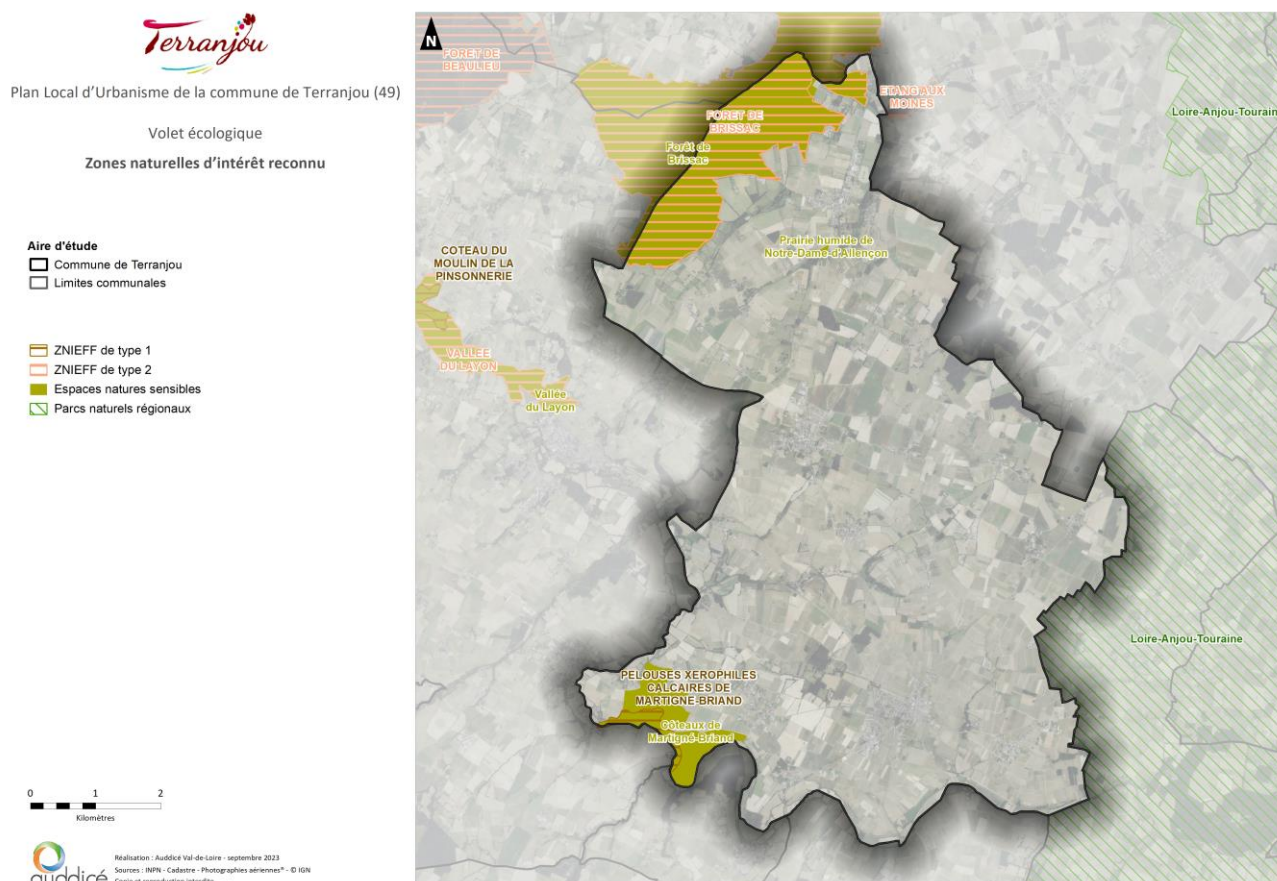 Terranjou
Plan Local d'Urbanisme de la commune de Terranjou (49)
Volet écologique
Zones naturelles d'intérêt reconnu
Aire d'étude
Commune de Terranjou
Limites communales
ZNIEFF de type 1
ZNIEFF de type 2
Espaces natures sensibles
Parcs naturels régionaux
0 1 2
Kilomètres
auddicé
Réalisation : Auddicé Val-de-Loire - septembre 2023
Sources : INPN - Cadastre - Photographies aériennes® - © IGN
Copie et reproduction interdite
N
FORET DE
BEAULIEU
FORET DE
BRISSAC
Forêt de
Brissac
ETANG AUX
MOINES
Loire-Anjou-Tourain
Prairie humide de
Notre-Dame-d'Allençon
COTEAU DU
MOULIN DE LA
PINSONNERIE
VALLEE
DU LAYON
Vallée
du Layon
Loire-Anjou-Touraine
PELOUSES XEROPHILES
CALCAIRES DE
MARTIGNE-BRIAND
Côteaux de
Martigné-Briand